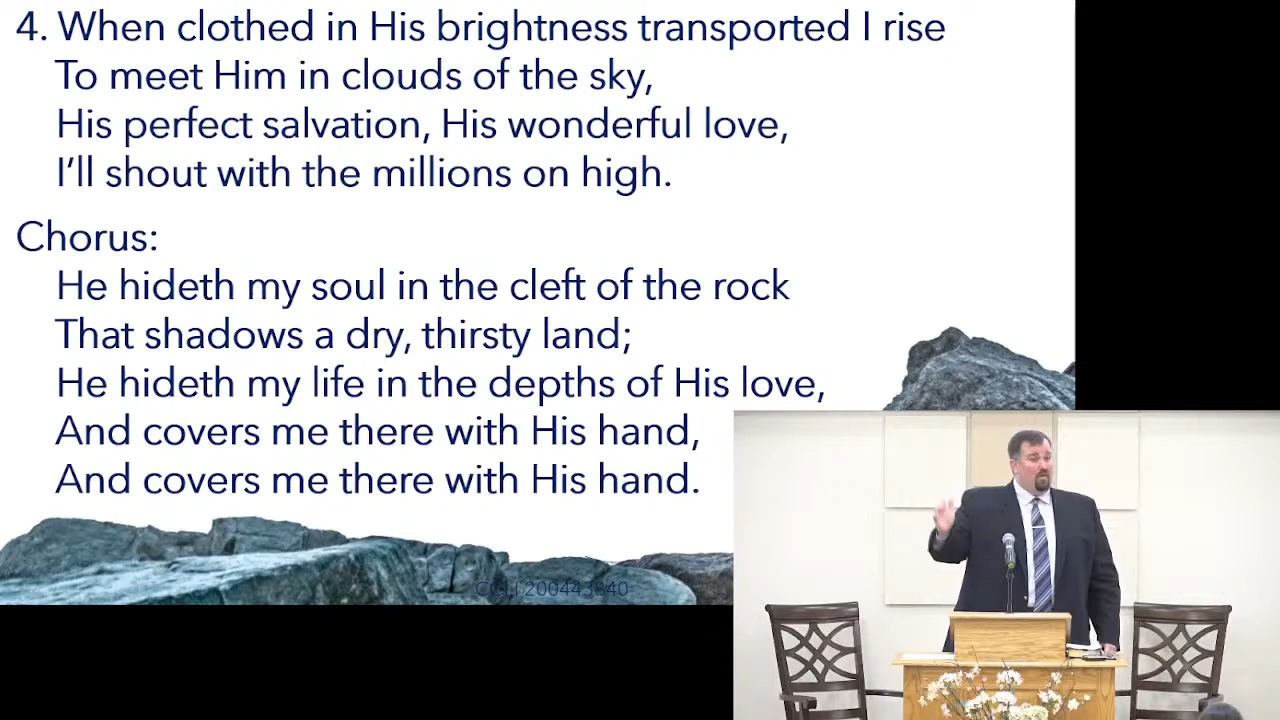 4. When clothed in His brightness transported I rise
To meet Him in clouds of the sky,
His perfect salvation, His wonderful love,
I’ll shout with the millions on high.
Chorus:
He hideth my soul in the cleft of the rock
That shadows a dry, thirsty land;
He hideth my life in the depths of His love,
And covers me there with His hand,
And covers me there with His hand.
CCLI 200443840